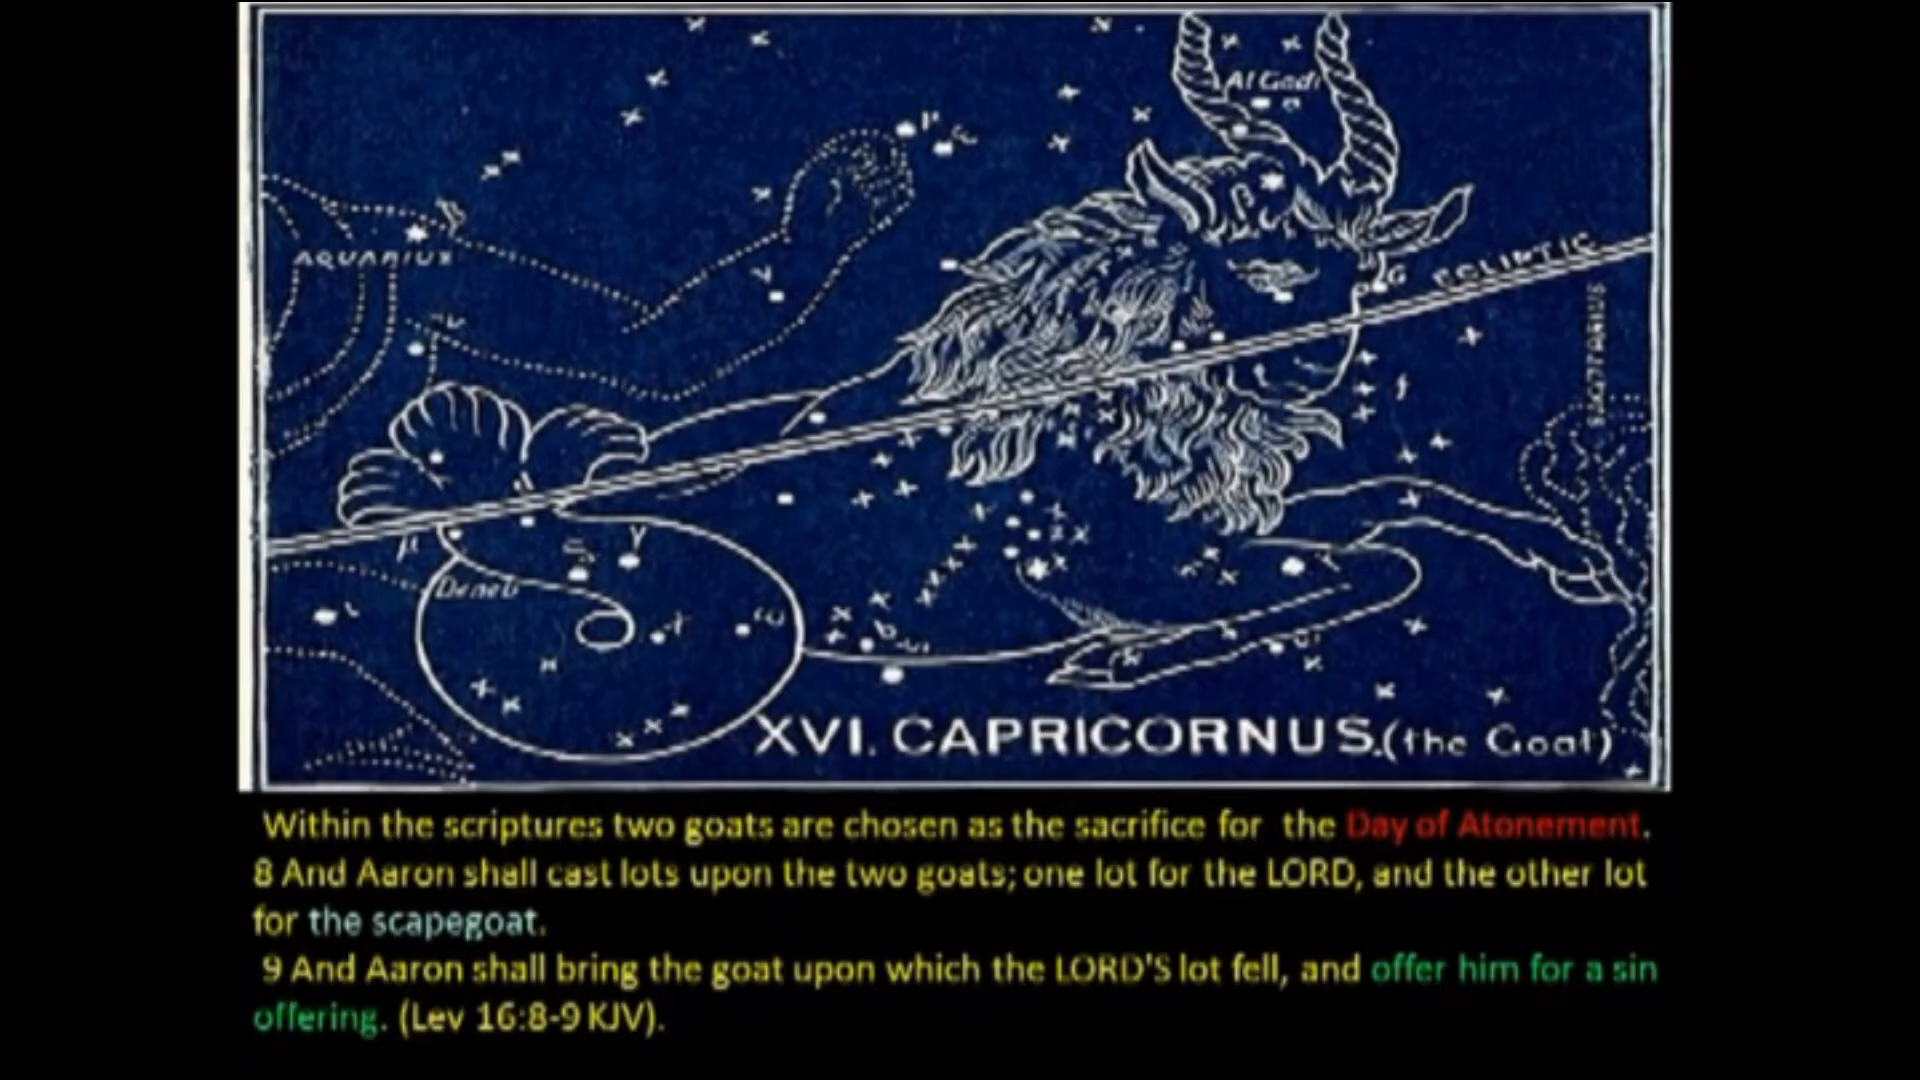 Al Gedi
AQUARIUS
ECLIPTIC
SAGITTARIUS
Deneb
XVI. CAPRICORNUS.(the Goat)
Within the scriptures two goats are chosen as the sacrifice for the Day of Atonement.
8 And Aaron shall cast lots upon the two goats; one lot for the LORD, and the other lot
for the scapegoat.
9 And Aaron shall bring the goat upon which the LORD'S lot fell, and offer him for a sin
offering. (Lev 16:8-9 KJV).